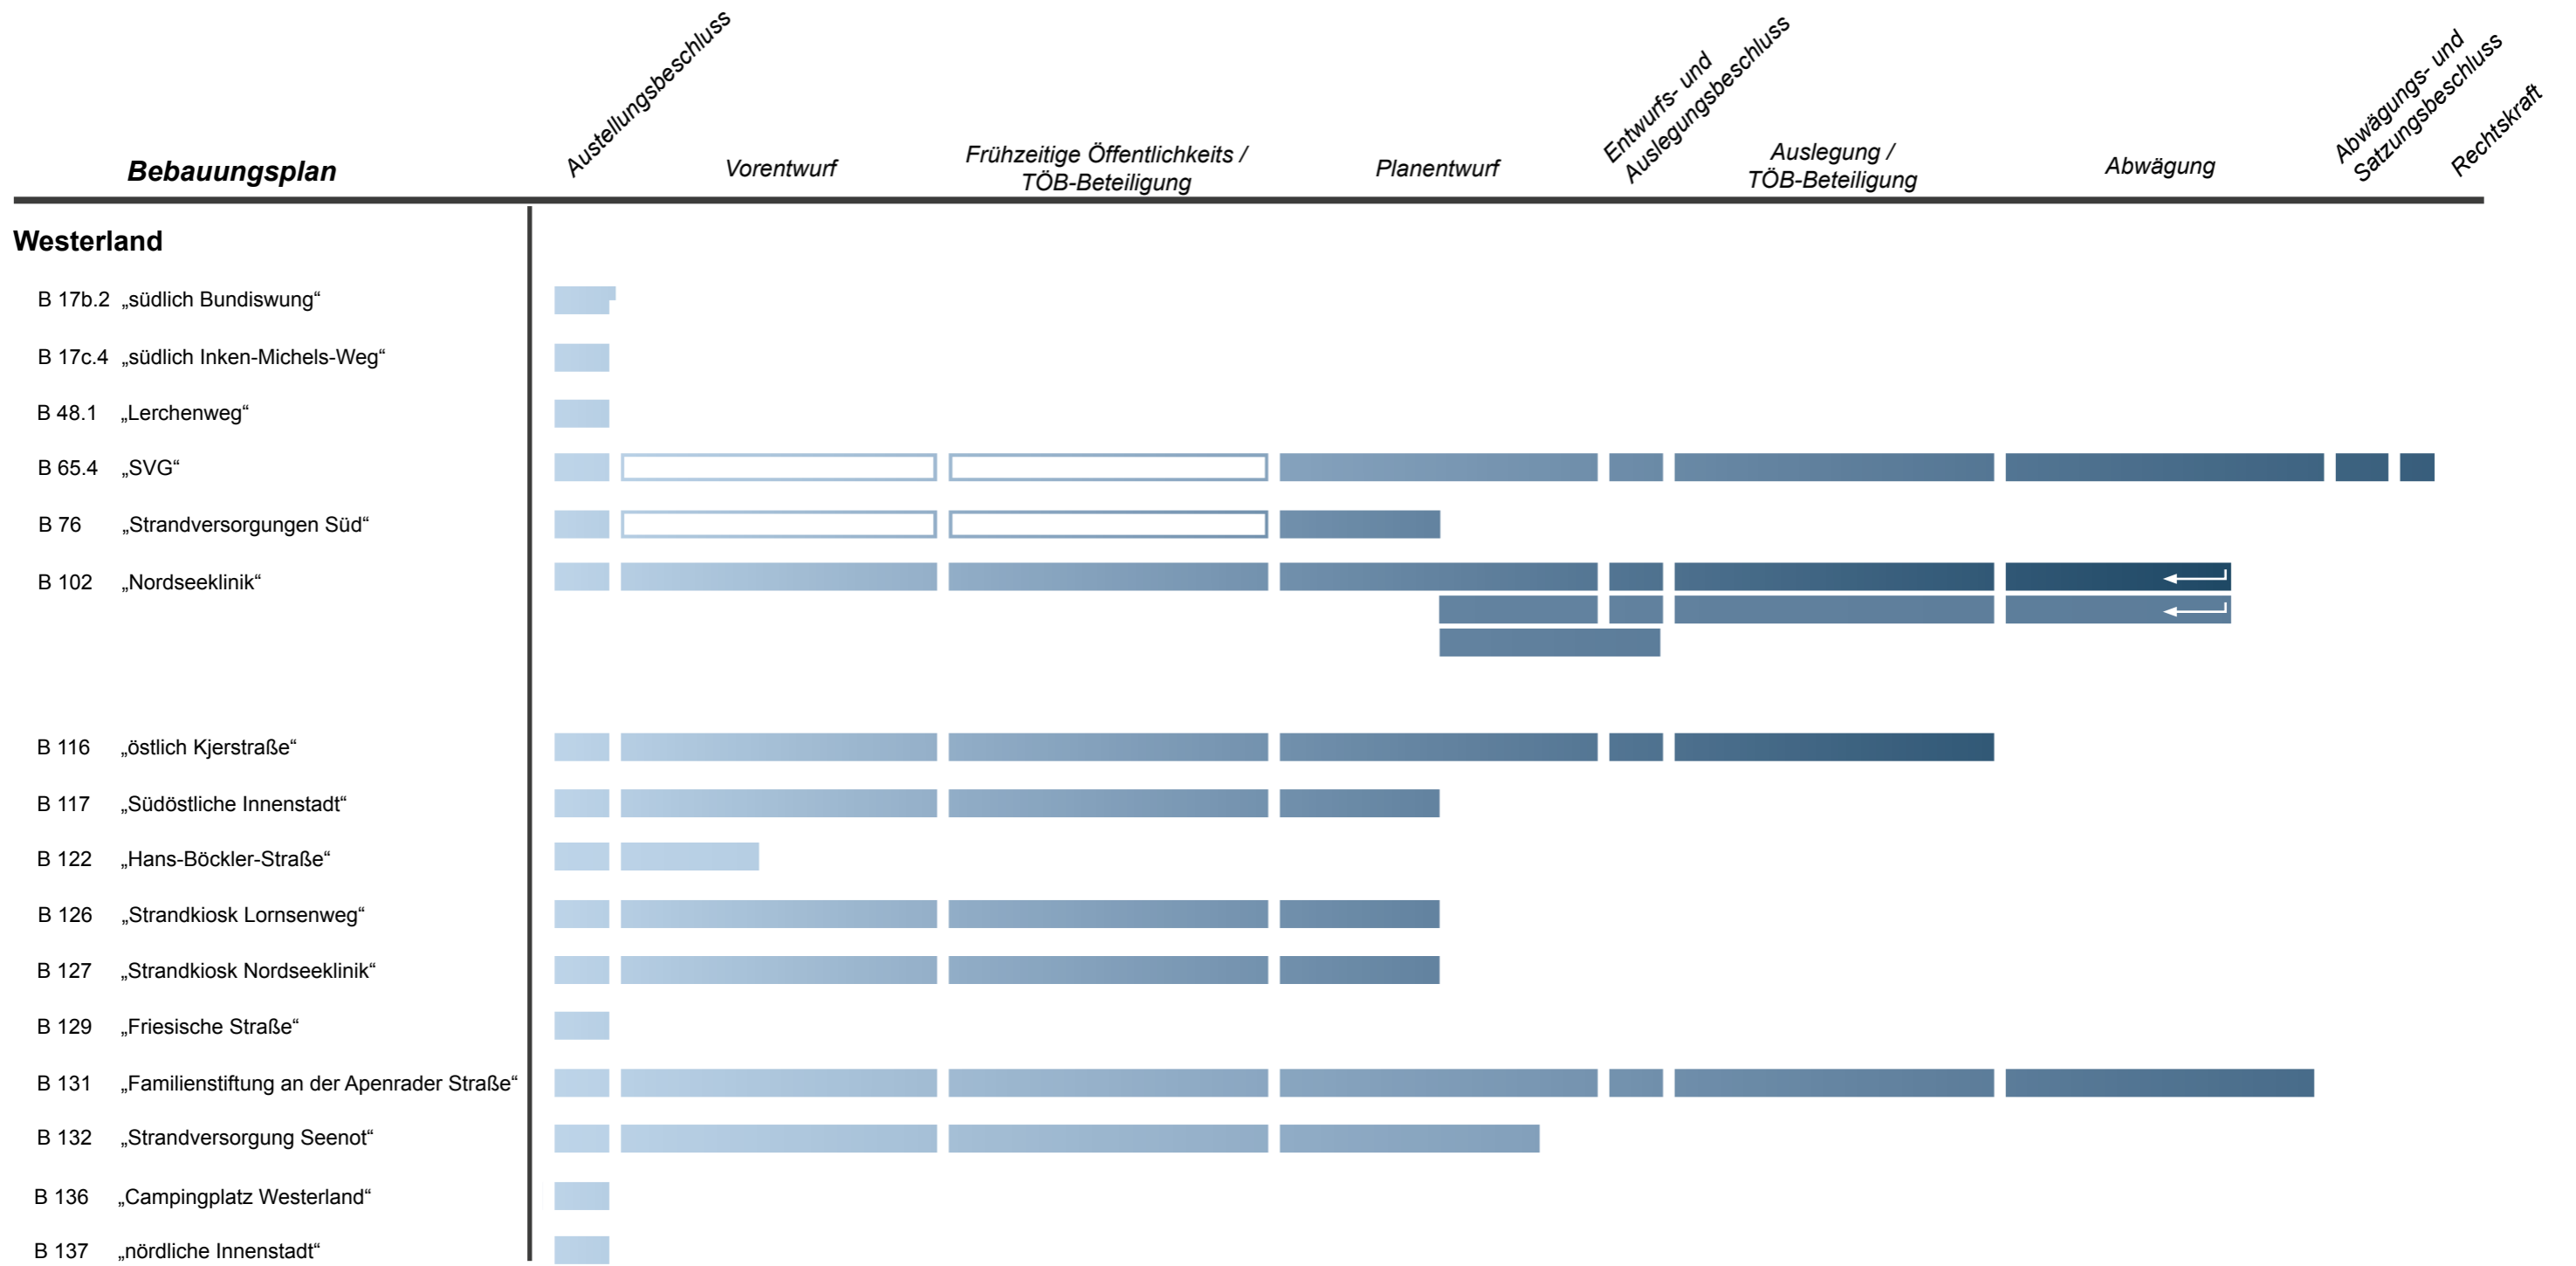 Bebauungsplan
Austellungsbeschluss
Vorentwurf
Frühzeitige Öffentlichkeits /
TÖB-Beteiligung
Planentwurf
Entwurfs- und
Auslegungsbeschluss
Auslegung /
TÖB-Beteiligung
Abwägung
Abwägungs- und
Satzungsbeschluss
Rechtskraft
Westerland
B 17b.2 „südlich Bundiswung“
B 17c.4 „südlich Inken-Michels-Weg“
B 48.1 „Lerchenweg“
B 65.4 „SVG“
B 76 „Strandversorgungen Süd“
B 102 „Nordseeklinik“
B 116 „östlich Kjerstraße“
B 117 „Südöstliche Innenstadt“
B 122 „Hans-Böckler-Straße“
B 126 „Strandkiosk Lornsenweg“
B 127 „Strandkiosk Nordseeklinik“
B 129 „Friesische Straße“
B 131 „Familienstiftung an der Apenrader Straße“
B 132 „Strandversorgung Seenot“
B 136 „Campingplatz Westerland“
B 137 „nördliche Innenstadt“